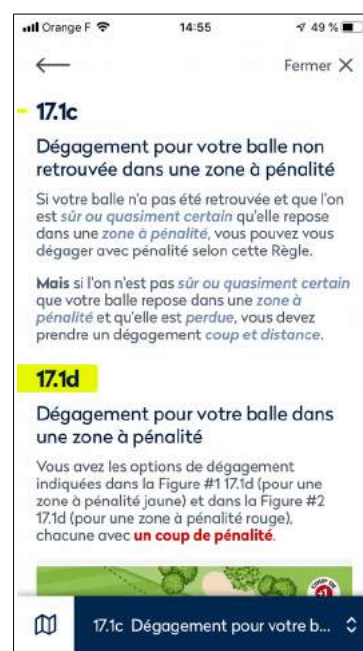 Orange F 14:55 49 %
Fermer X
17.1c
Dégagement pour votre balle non
retrouvée dans une zone à pénalité
Si votre balle n'a pas été retrouvée et que l'on
est sûr ou quasiment certain qu'elle repose
dans une zone à pénalité, vous pouvez vous
dégager avec pénalité selon cette Règle.
Mais si l'on n'est pas sûr ou quasiment certain
que votre balle repose dans une zone à
pénalité et qu'elle est perdue, vous devez
prendre un dégagement coup et distance.
17.1d
Dégagement pour votre balle dans
une zone à pénalité
Vous avez les options de dégagement
indiquées dans la Figure #1 17.1d (pour une
zone à pénalité jaune) et dans la Figure #2
17.1d (pour une zone à pénalité rouge),
chacune avec un coup de pénalité.
COUP DE
+1
17.1c Dégagement pour votre b...